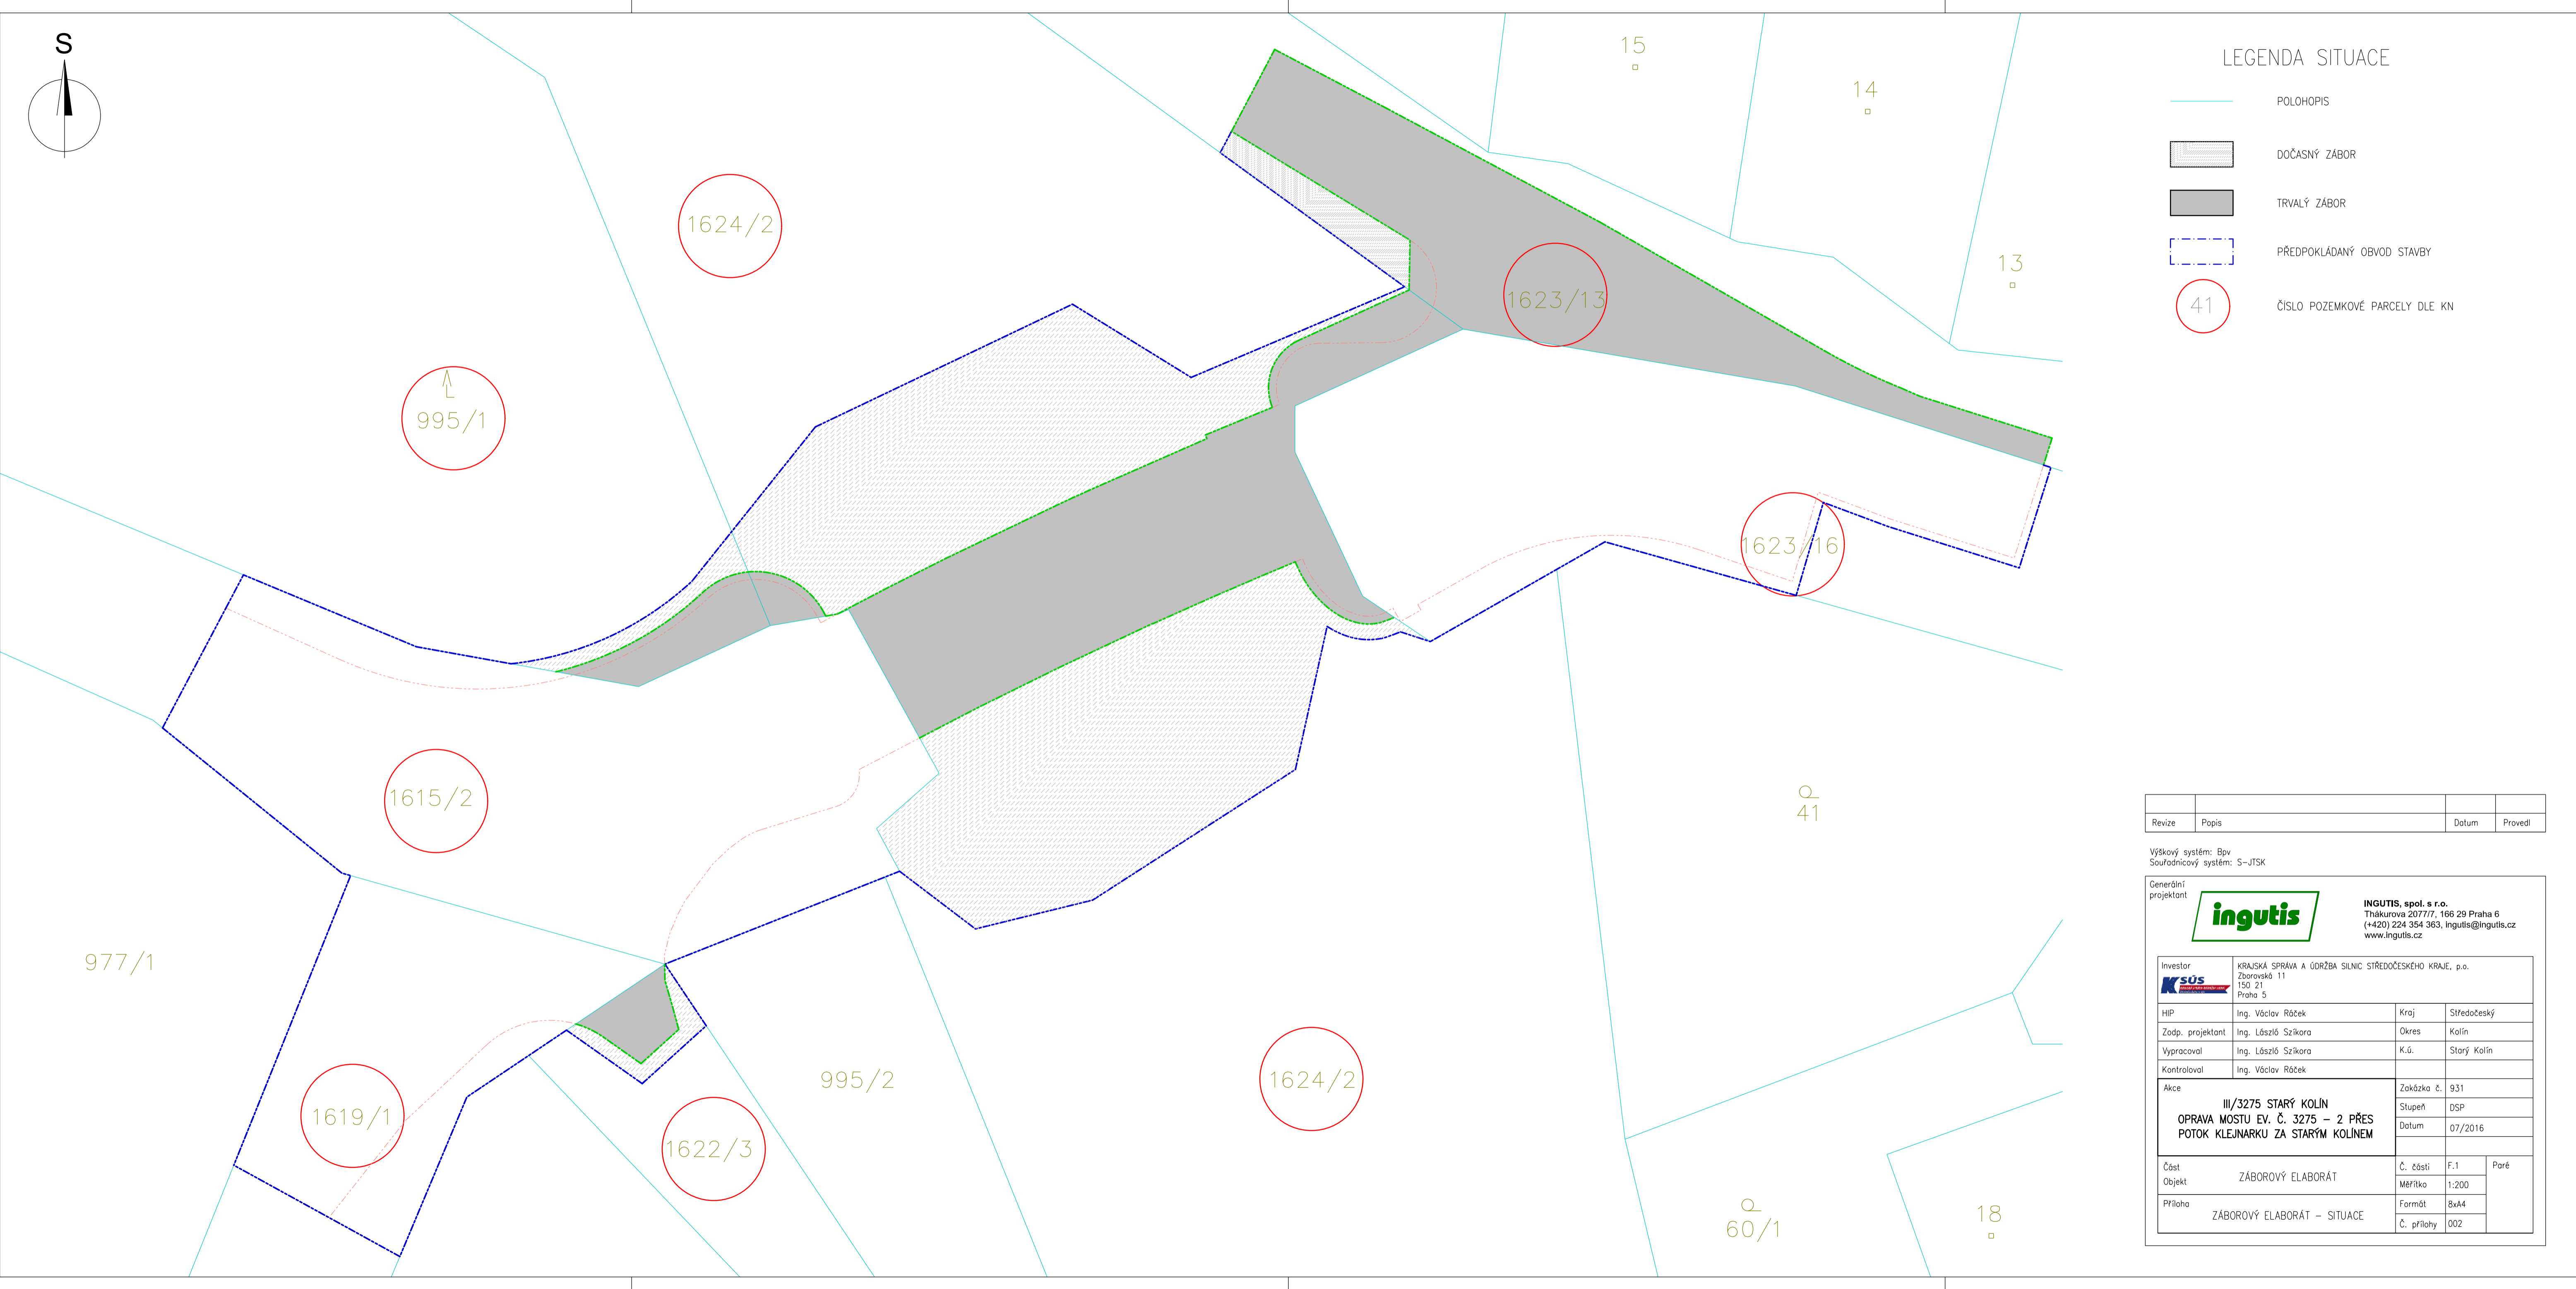 S
15
14
13
1624/2
1623/13
995/1
1623/16
1615/2
41
977/1
995/2
1624/2
1619/1
1622/3
60/1
18
LEGENDA SITUACE
POLOHOPIS
DOČASNÝ ZÁBOR
TRVALÝ ZÁBOR
PŘEDPOKLÁDANÝ OBVOD STAVBY
41 ČÍSLO POZEMKOVÉ PARCELY DLE KN
Revize Popis Datum Provedl
Výškový systém: Bpv
Souřadnicový systém: S-JTSK
Generální
projektant
ingutis
INGUTIS, spol. s r.o.
Thákurova 2077/7, 166 29 Praha 6
(+420) 224 354 363, ingutis@ingutis.cz
www.ingutis.cz
Investor
KSÚS
KRAJSKÁ SPRÁVA A ÚDRŽBA SILNIC STŘEDOČESKÉHO KRAJE, p.o.
Zborovská 11
150 21
Praha 5
HIP Ing. Václav Ráček Kraj Středočeský
Zodp. projektant Ing. László Szíkora Okres Kolín
Vypracoval Ing. László Szíkora K.ú. Starý Kolín
Kontroloval Ing. Václav Ráček
Akce
III/3275 STARÝ KOLÍN
OPRAVA MOSTU EV. Č. 3275 - 2 PŘES
POTOK KLEJNARKU ZA STARÝM KOLÍNEM
Zakázka č. 931
Stupeň DSP
Datum 07/2016
Část
Objekt
ZÁBOROVÝ ELABORÁT
Č. části F.1 Paré
Měřítko 1:200
Příloha
ZÁBOROVÝ ELABORÁT - SITUACE
Formát 8xA4
Č. přílohy 002